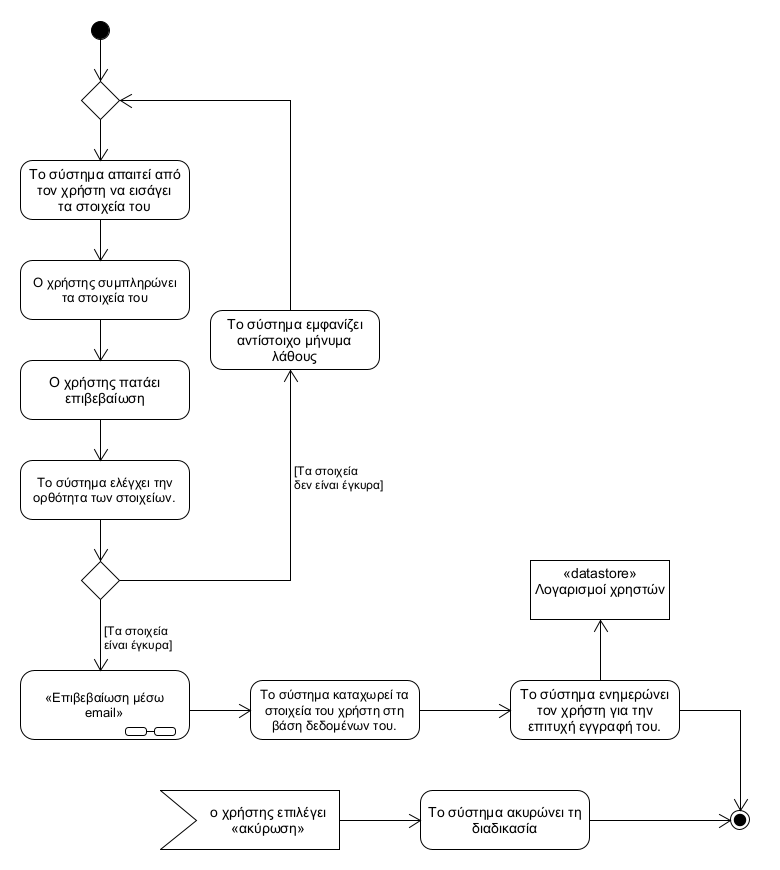 Το σύστημα απαιτεί από
τον χρήστη να εισάγει
τα στοιχεία του
Ο χρήστης συμπληρώνει
τα στοιχεία του
Το σύστημα εμφανίζει
αντίστοιχο μήνυμα
λάθους
Ο χρήστης πατάει
επιβεβαίωση
[Τα στοιχεία
δεν είναι έγκυρα]
Το σύστημα ελέγχει την
ορθότητα των στοιχείων.
«datastore»
Λογαρισμοί χρηστών
[Τα στοιχεία
είναι έγκυρα]
«Επιβεβαίωση μέσω
email»
Το σύστημα καταχωρεί τα
στοιχεία του χρήστη στη
βάση δεδομένων του.
Το σύστημα ενημερώνει
τον χρήστη για την
επιτυχή εγγραφή του.
ο χρήστης επιλέγει
«ακύρωση»
Το σύστημα ακυρώνει τη
διαδικασία